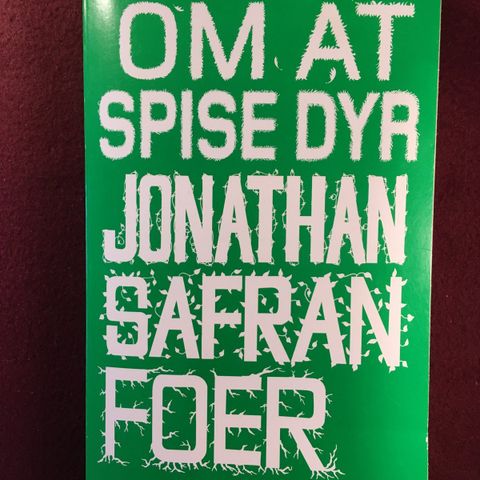 OM AT
SPISE DYR
JONATHAN
SAFRAN
FOER